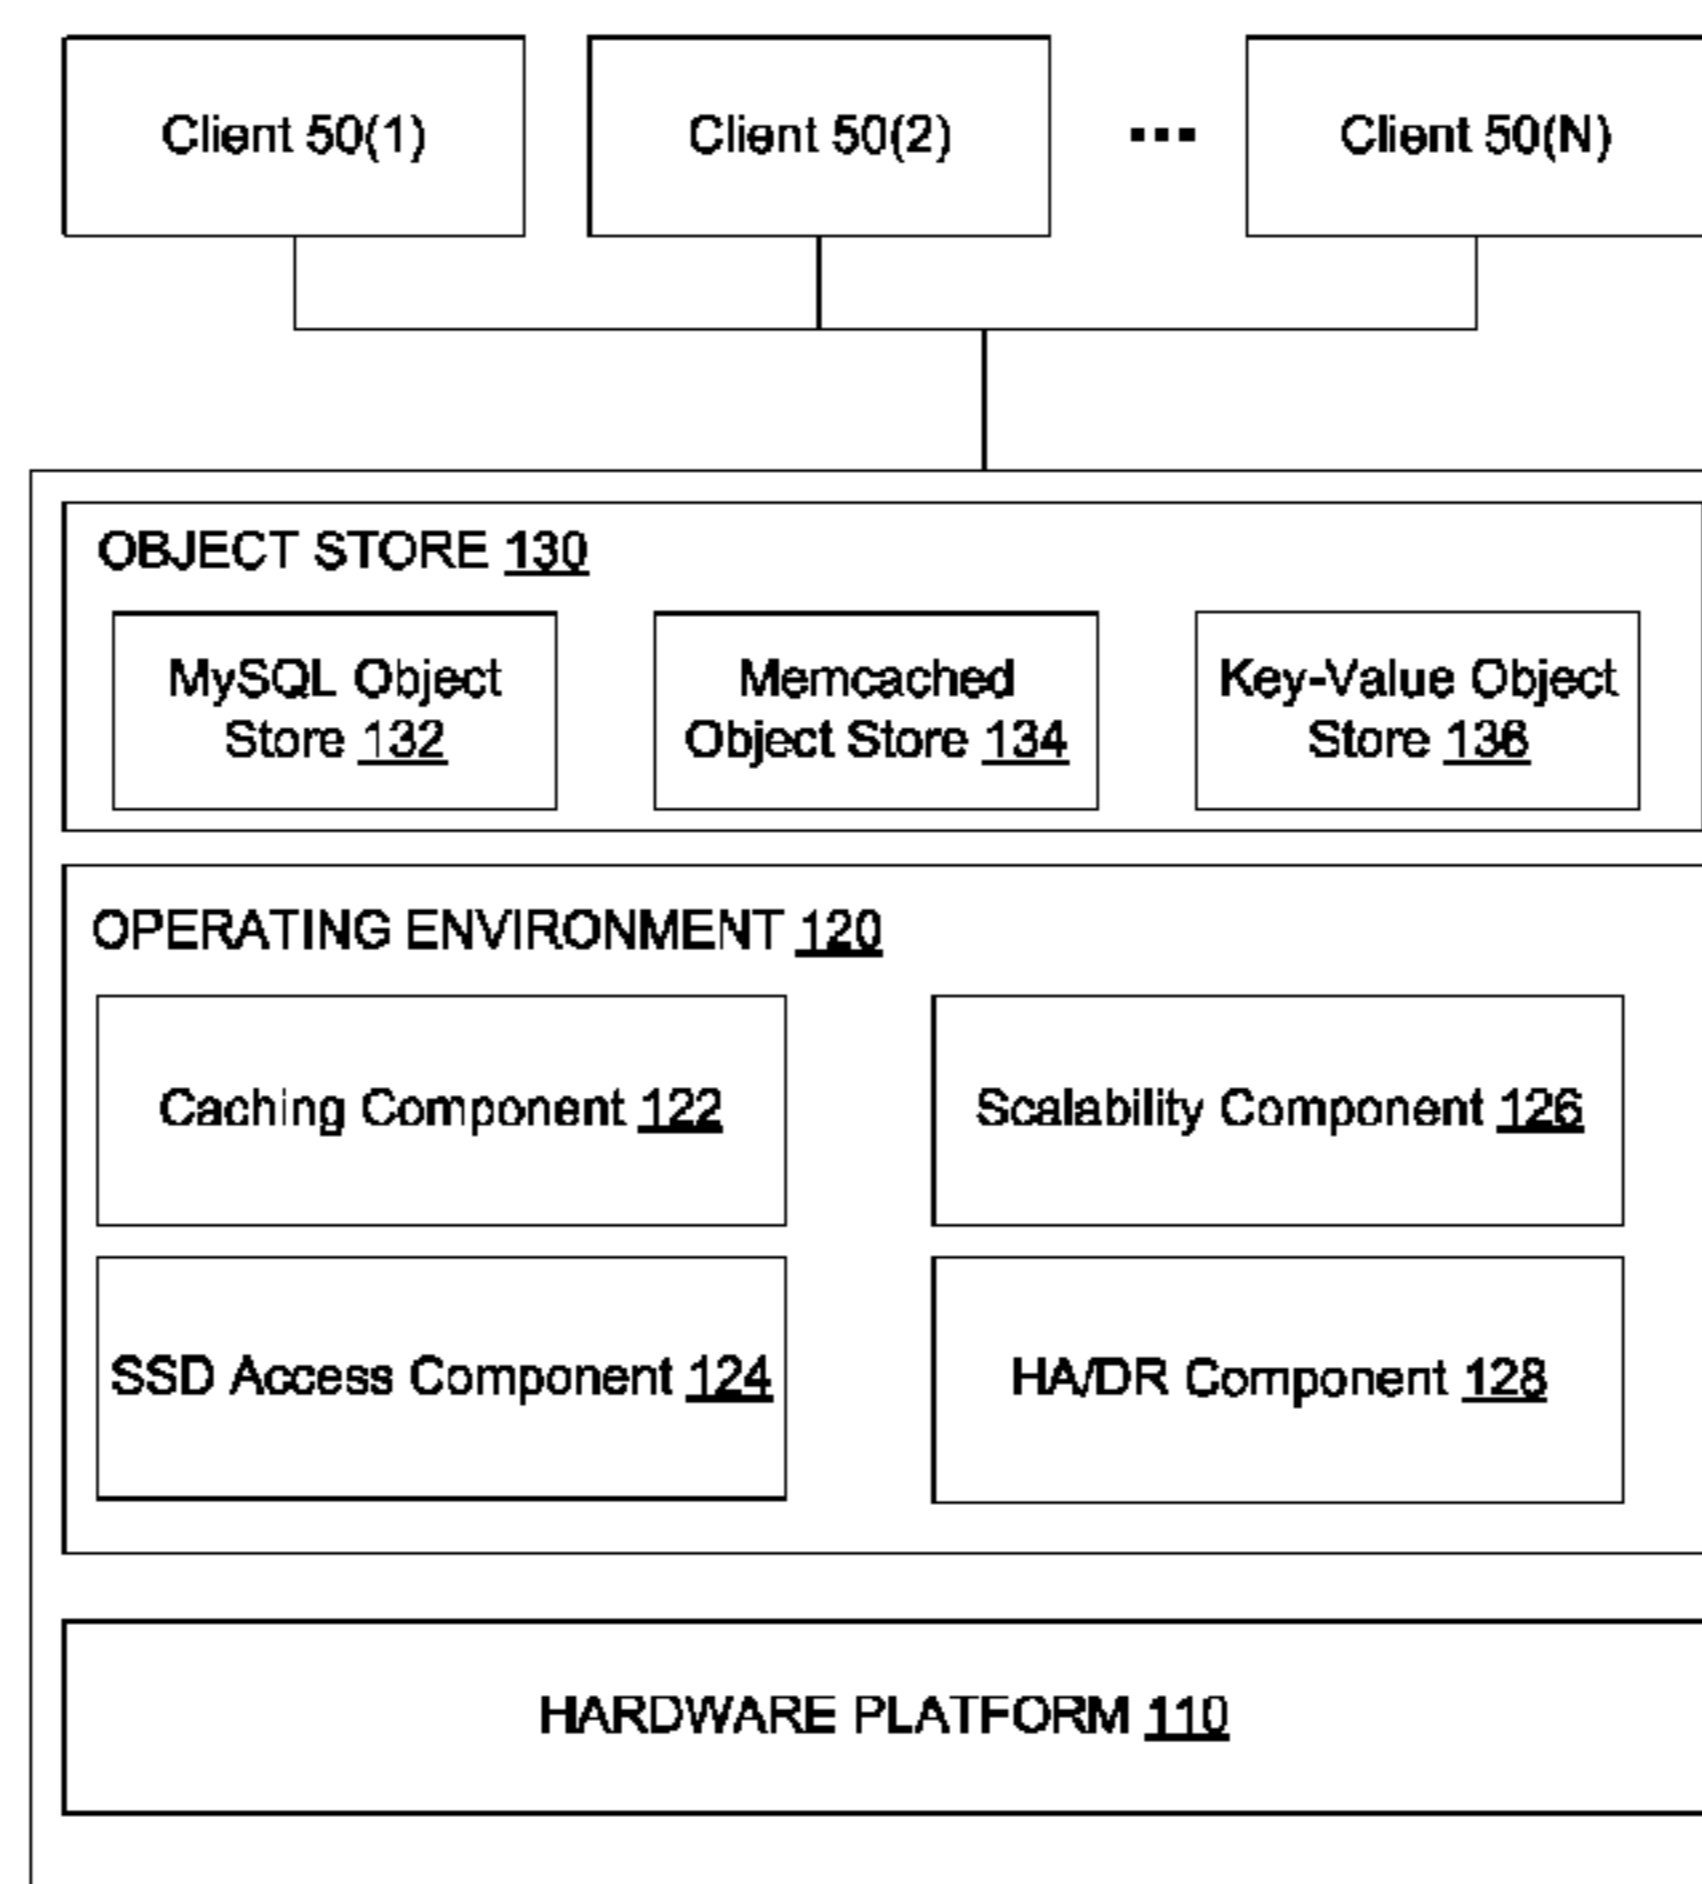 Client 50(1) Client 50(2) ... Client 50(N)
OBJECT STORE 130
MySQL Object
Store 132
Memcached
Object Store 134
Key-Value Object
Store 136
OPERATING ENVIRONMENT 120
Caching Component 122
Scalability Component 126
SSD Access Component 124
HA/DR Component 128
HARDWARE PLATFORM 110